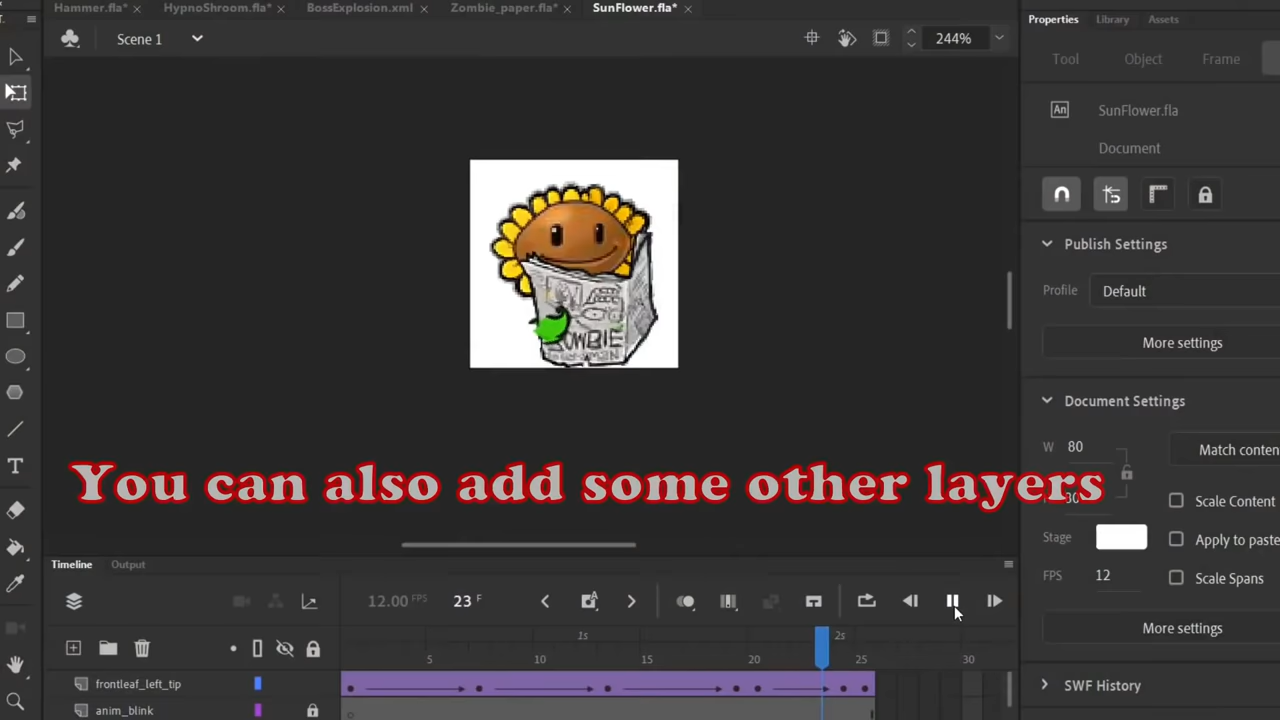 Hammer.fla*
HypnoShroom.fla*
BossExplosion.xml
Zombie_paper.fla*
SunFlower.fla*
Properties
Library
Assets
Scene 1
244%
Tool
Object
Frame
An
SunFlower.fla
Document
Publish Settings
Profile
Default
More settings
Document Settings
W
80
Match conten
Scale Content
Stage
Apply to paste
FPS
12
Scale Spans
More settings
SWF History
ZOMBIE
You can also add some other layers
Timeline
Output
12.00 FPS
23 F
1s
2s
5
10
15
20
25
30
frontleaf_left_tip
anim_blink